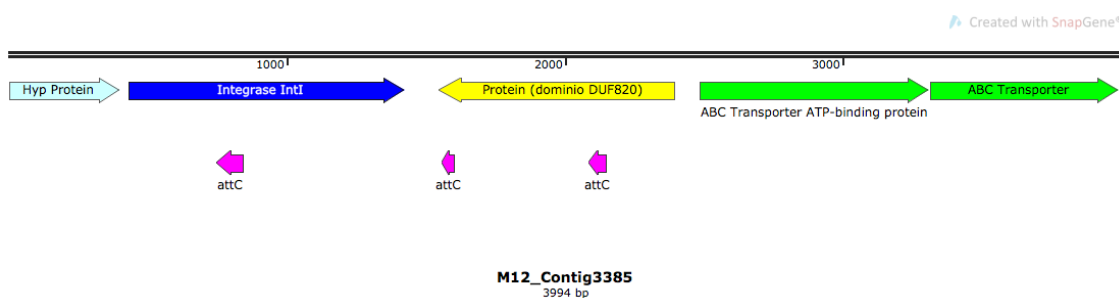 Created with SnapGene®
1000 2000 3000
Hyp Protein Integrase IntI Protein (dominio DUF820) ABC Transporter
ABC Transporter ATP-binding protein
attC attC attC
M12_Contig3385
3994 bp